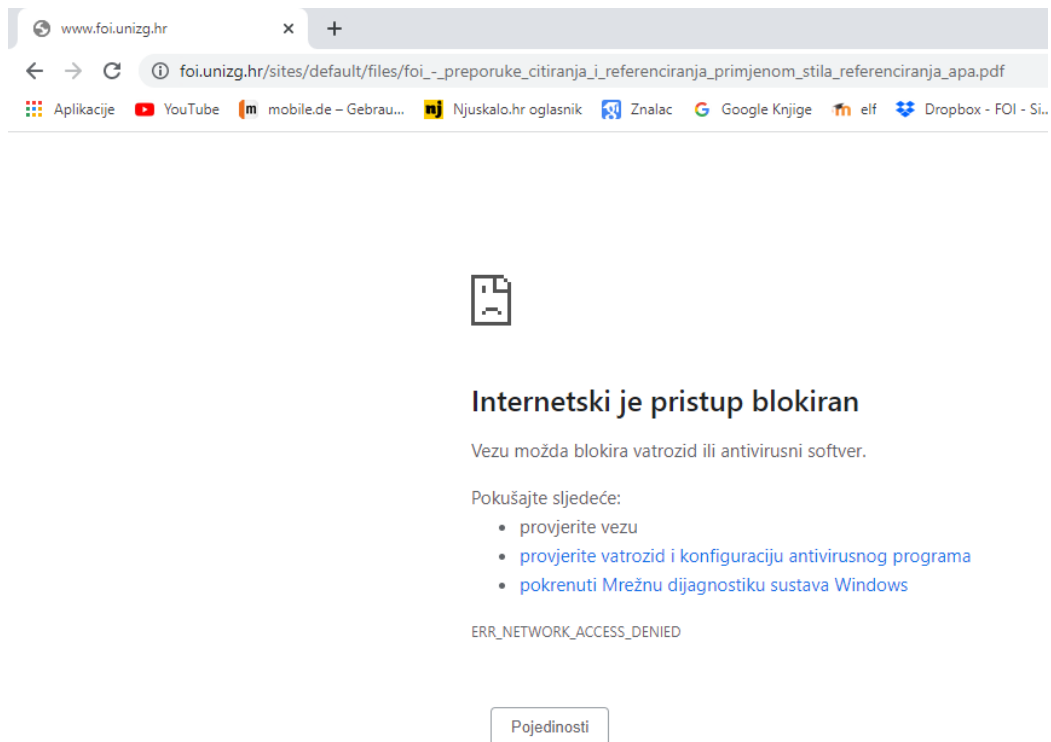 www.foi.unizg.hr
foi.unizg.hr/sites/default/files/foi_-_preporuke_citiranja_i_referenciranja_primjenom_stila_referenciranja_apa.pdf
Aplikacije YouTube mobile.de – Gebrau... Njuskalo.hr oglasnik Znalac Google Knjige elf Dropbox - FOI - Si...
Internetski je pristup blokiran
Vezu možda blokira vatrozid ili antivirusni softver.
Pokušajte sljedeće:
• provjerite vezu
• provjerite vatrozid i konfiguraciju antivirusnog programa
• pokrenuti Mrežnu dijagnostiku sustava Windows
ERR_NETWORK_ACCESS_DENIED
Pojedinosti